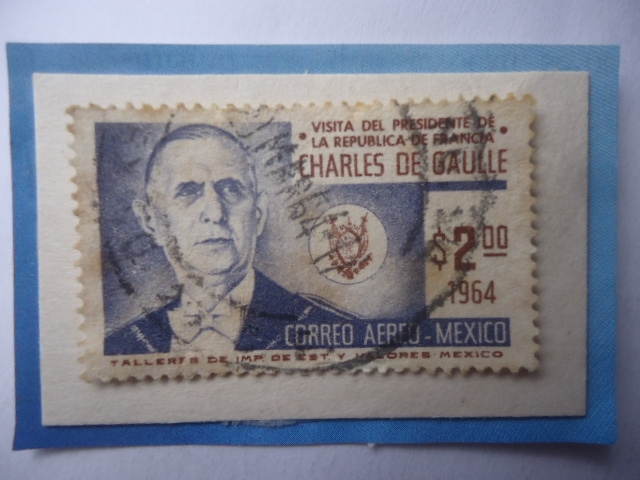 VISITA DEL PRESIDENTE DE
LA REPUBLICA DE FRANCIA
CHARLES DE GAULLE
$2.00
1964
CORREO AEREO - MEXICO
TALLERES DE IMP. DE EST. Y VALORES-MEXICO